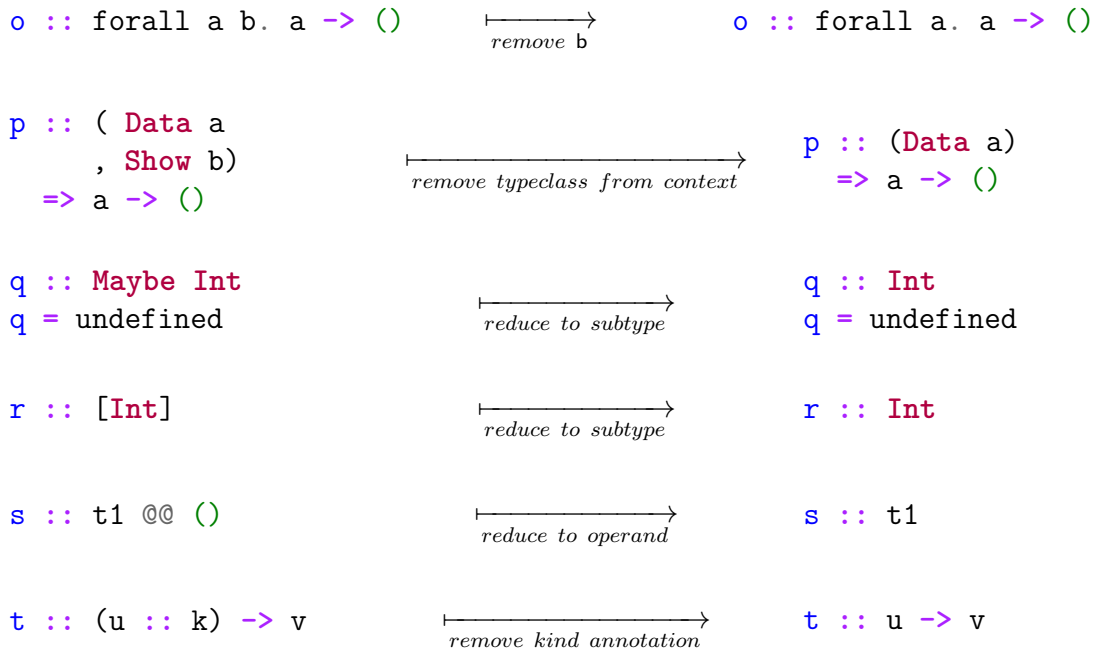 o :: forall a b. a -> () remove b o :: forall a. a -> ()
p :: ( Data a
, Show b)
=> a -> ()
remove typeclass from context
p :: (Data a)
=> a -> ()
q :: Maybe Int
q = undefined
reduce to subtype
q :: Int
q = undefined
r :: [Int] reduce to subtype r :: Int
s :: t1 @@ () reduce to operand s :: t1
t :: (u :: k) -> v remove kind annotation t :: u -> v